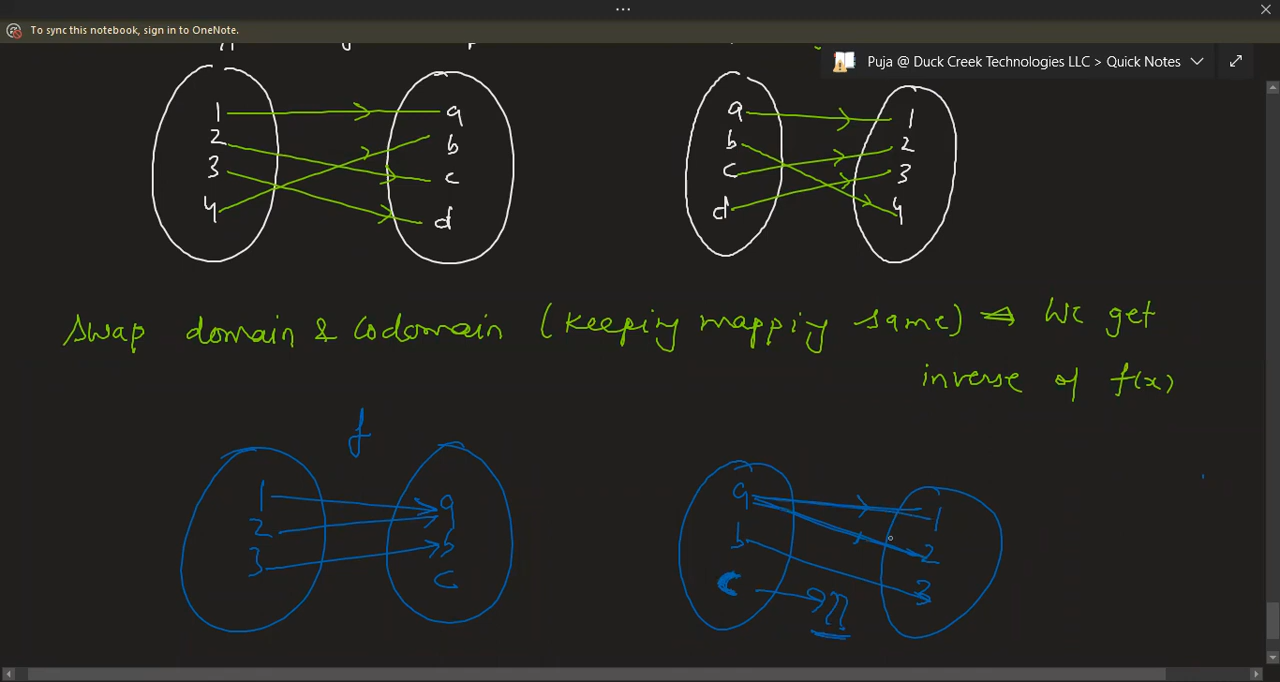 To sync this notebook, sign in to OneNote.
Puja @ Duck Creek Technologies LLC > Quick Notes
1 a a 1
2 b b 2
3 c c 3
4 d d 4
Swap domain & codomain (keeping mapping same) ⇒ We get
inverse of f(x)
f
1 a a 1
2 b b 2
3 c c 3
???